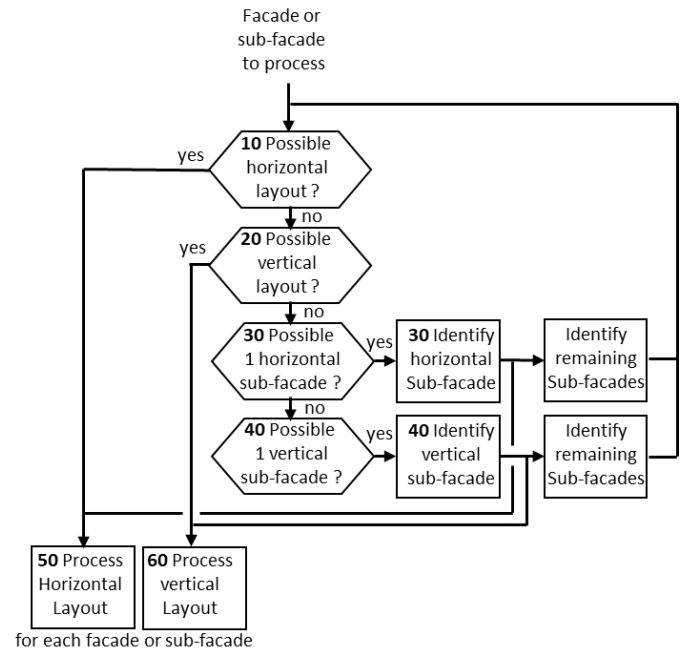 Facade or
sub-facade
to process
yes
10 Possible
horizontal
layout ?
no
yes
20 Possible
vertical
layout ?
no
30 Possible
1 horizontal
sub-facade ?
yes
30 Identify
horizontal
Sub-facade
Identify
remaining
Sub-facades
no
40 Possible
1 vertical
sub-facade ?
yes
40 Identify
vertical
sub-facade
Identify
remaining
Sub-facades
50 Process
Horizontal
Layout
60 Process
vertical
Layout
for each facade or sub-facade